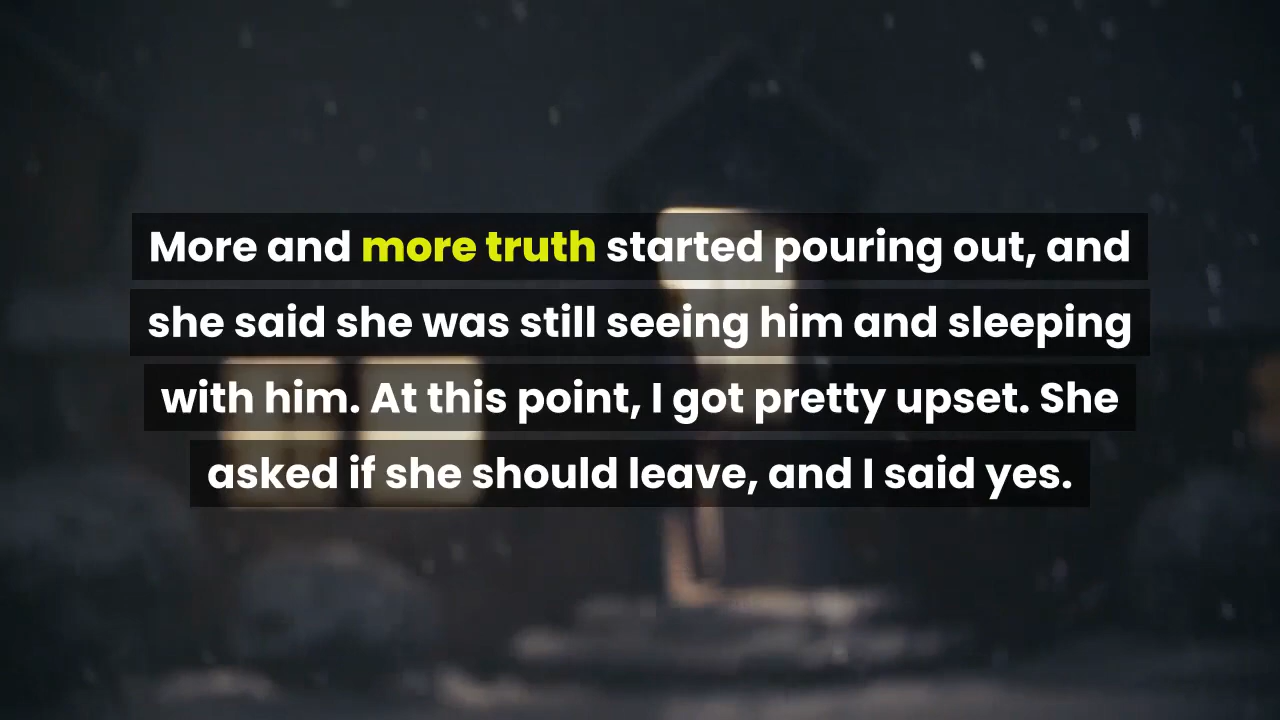 More and more truth started pouring out, and
she said she was still seeing him and sleeping
with him. At this point, I got pretty upset. She
asked if she should leave, and I said yes.